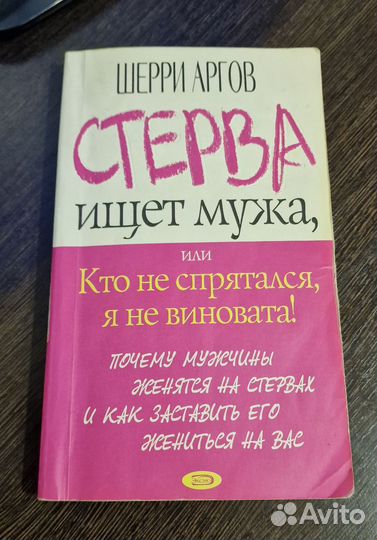 ШЕРРИ АРГОВ
СТЕРВА
ищет мужа,
или
Кто не спрятался,
я не виновата!
ПОЧЕМУ МУЖЧИНЫ
ЖЕНЯТСЯ НА СТЕРВАХ
И КАК ЗАСТАВИТЬ ЕГО
ЖЕНИТЬСЯ НА ВАС
ЭКСМО
Avito